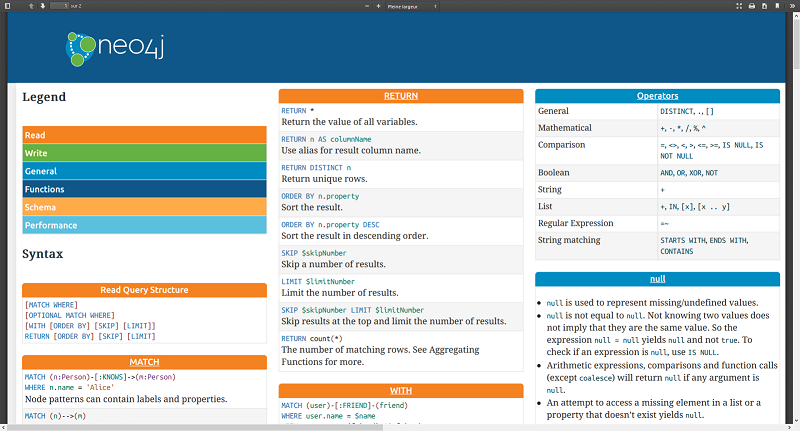 1 sur 2
Pleine largeur
neo4j
Legend
Read
Write
General
Functions
Schema
Performance
Syntax
Read Query Structure
[MATCH WHERE]
[OPTIONAL MATCH WHERE]
[WITH [ORDER BY] [SKIP] [LIMIT]]
RETURN [ORDER BY] [SKIP] [LIMIT]
MATCH
MATCH (n:Person)-[:KNOWS]->(m:Person)
WHERE n.name = 'Alice'
Node patterns can contain labels and properties.
MATCH (n)-->(m)
RETURN
RETURN *
Return the value of all variables.
RETURN n AS columnName
Use alias for result column name.
RETURN DISTINCT n
Return unique rows.
ORDER BY n.property
Sort the result.
ORDER BY n.property DESC
Sort the result in descending order.
SKIP $skipNumber
Skip a number of results.
LIMIT $limitNumber
Limit the number of results.
SKIP $skipNumber LIMIT $limitNumber
Skip results at the top and limit the number of results.
RETURN count(*)
The number of matching rows. See Aggregating
Functions for more.
WITH
MATCH (user)-[:FRIEND]-(friend)
WHERE user.name = $name
Operators
General DISTINCT, ., []
Mathematical +, -, *, /, %, ^
Comparison =, <>, <, >, <=, >=, IS NULL, IS
NOT NULL
Boolean AND, OR, XOR, NOT
String +
List +, IN, [x], [x .. y]
Regular Expression =~
String matching STARTS WITH, ENDS WITH,
CONTAINS
null
• null is used to represent missing/undefined values.
• null is not equal to null. Not knowing two values does
not imply that they are the same value. So the
expression null = null yields null and not true. To
check if an expression is null, use IS NULL.
• Arithmetic expressions, comparisons and function calls
(except coalesce) will return null if any argument is
null.
• An attempt to access a missing element in a list or a
property that doesn't exist yields null.